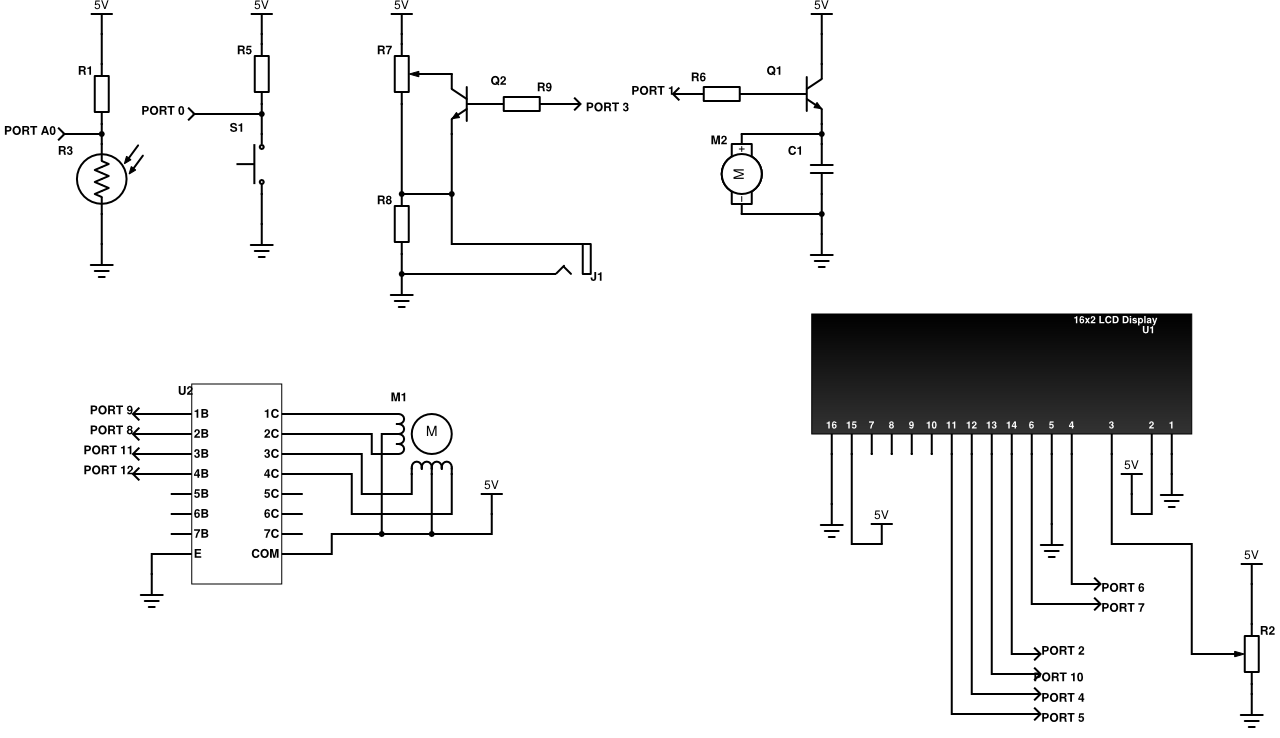 5V
5V
5V
5V
R1
R5
R7
Q2
R9
R6
Q1
PORT A0
PORT 0
PORT 3
PORT 1
R3
S1
M2
+
M
-
C1
R8
J1
16x2 LCD Display
U1
16 15 7 8 9 10 11 12 13 14 6 5 4 3 2 1
5V
5V
5V
PORT 6
PORT 7
PORT 2
PORT 10
PORT 4
PORT 5
R2
U2
M1
M
PORT 9 1B 1C
PORT 8 2B 2C
PORT 11 3B 3C
PORT 12 4B 4C
5B 5C
6B 6C
7B 7C
E COM
5V